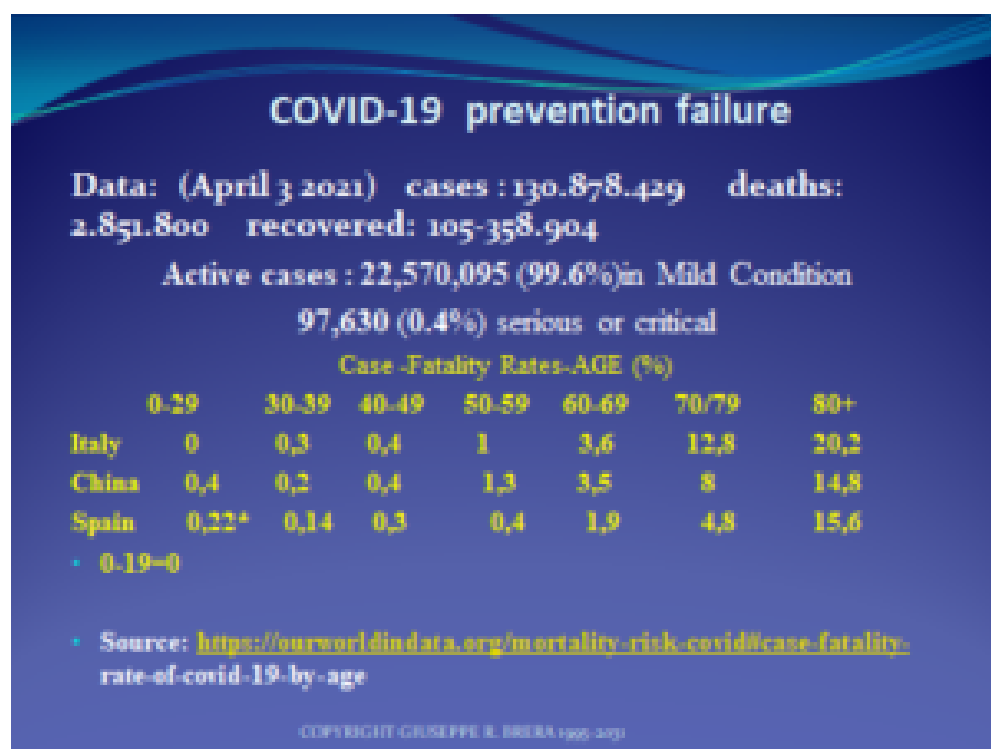 COVID-19 prevention failure
Data: (April 3 2021) cases : 130.878.429 deaths:
2.851.800 recovered: 105-358.904
Active cases : 22,570,095 (99.6%)in Mild Condition
97,630 (0.4%) serious or critical
Case -Fatality Rates-AGE (%)
0-29 30-39 40-49 50-59 60-69 70/79 80+
Italy 0 0,3 0,4 1 3,6 12,8 20,2
China 0,4 0,2 0,4 1,3 3,5 8 14,8
Spain 0,22* 0,14 0,3 0,4 1,9 4,8 15,6
• 0-19=0
• Source: https://ourworldindata.org/mortality-risk-covid#case-fatality-
rate-of-covid-19-by-age
COPYRIGHT GIUSEPPE R. BRERA